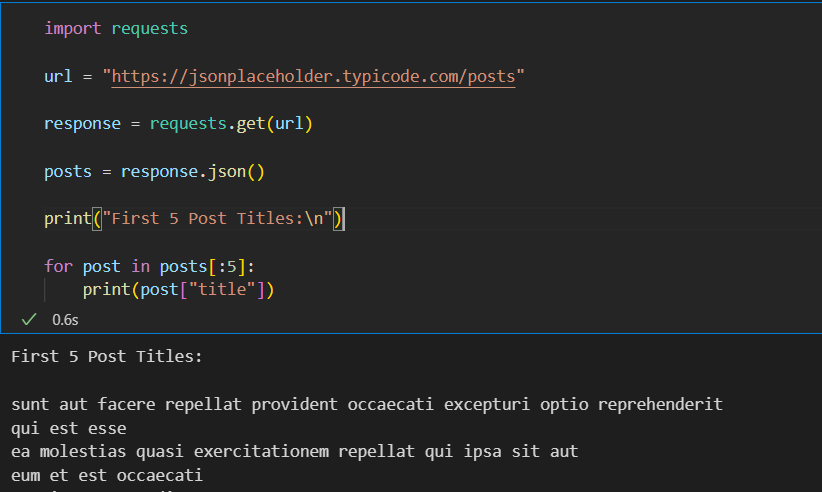 import requests
url = "https://jsonplaceholder.typicode.com/posts"
response = requests.get(url)
posts = response.json()
print("First 5 Post Titles:\n")
for post in posts[:5]:
    print(post["title"])
0.6s
First 5 Post Titles:
sunt aut facere repellat provident occaecati excepturi optio reprehenderit
qui est esse
ea molestias quasi exercitationem repellat qui ipsa sit aut
eum et est occaecati